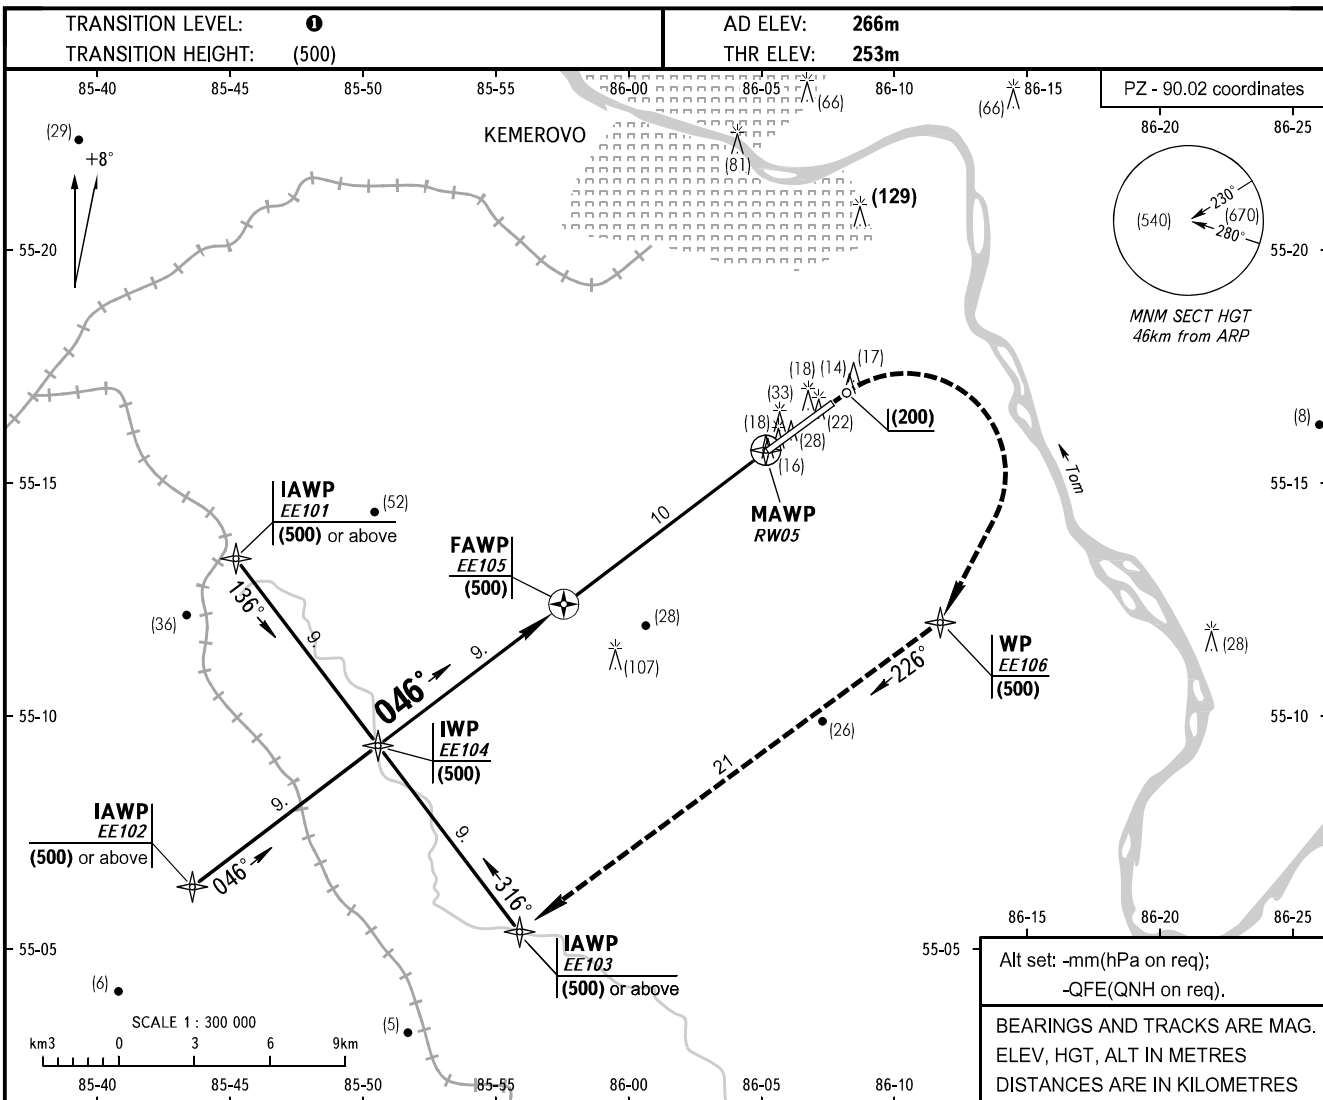 TRANSITION LEVEL: ❶
TRANSITION HEIGHT: (500)
AD ELEV: 266m
THR ELEV: 253m
85-40 85-45 85-50 85-55 86-00 86-05 86-10 86-15
PZ - 90.02 coordinates
86-20 86-25
(66)
(66)
(29)
+8°
KEMEROVO
(81)
(129)
(540)
230°
(670)
280°
55-20
55-20
MNM SECT HGT
46km from ARP
(17)
(14)
(18)
(33)
(18)
(22)
(28)
(16)
(200)
(8)
Tom
55-15
55-15
IAWP
EE101
(500) or above
(52)
10
MAWP
RW05
FAWP
EE105
(500)
136°
9.
(36)
(28)
(107)
9.
046°
WP
EE106
(500)
226°
(28)
55-10
55-10
IWP
EE104
(500)
(26)
21
9.
IAWP
EE102
(500) or above
046°
9.
316°
IAWP
EE103
(500) or above
86-15 86-20 86-25
55-05
55-05
(6)
(5)
SCALE 1 : 300 000
km3 0 3 6 9km
85-40 85-45 85-50 85-55 86-00 86-05 86-10
Alt set: -mm(hPa on req);
-QFE(QNH on req).
BEARINGS AND TRACKS ARE MAG.
ELEV, HGT, ALT IN METRES
DISTANCES ARE IN KILOMETRES